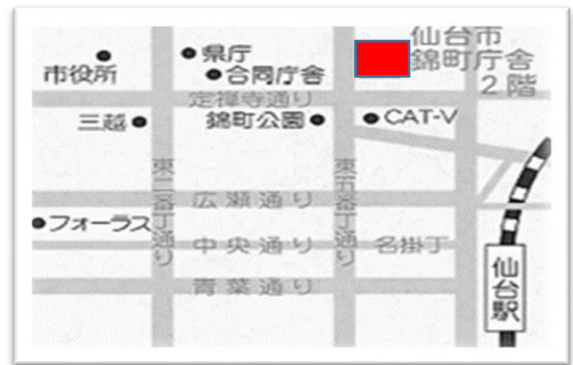 仙台市
錦町庁舎
2階
県庁
市役所
合同庁舎
定禅寺通り
三越
錦町公園
CAT-V
東二番丁通り
東五番丁通り
広瀬通り
フォーラス
中央通り
名掛丁
青葉通り
仙台駅